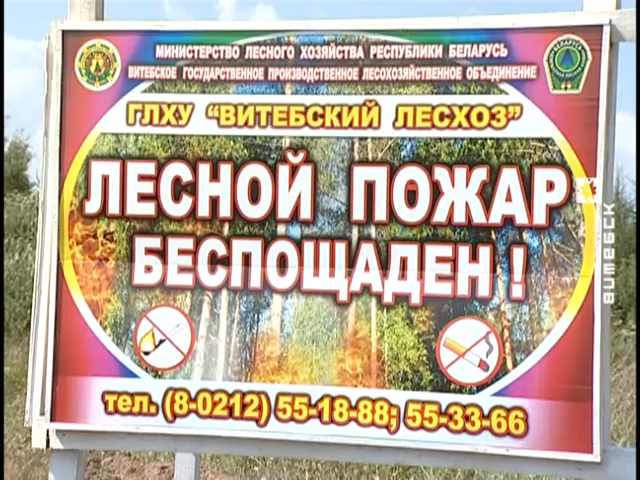 МИНИСТЕРСТВО ЛЕСНОГО ХОЗЯЙСТВА РЕСПУБЛИКИ БЕЛАРУСЬ
ВИТЕБСКОЕ ГОСУДАРСТВЕННОЕ ПРОИЗВОДСТВЕННОЕ ЛЕСОХОЗЯЙСТВЕННОЕ ОБЪЕДИНЕНИЕ
БЕЛАРУСЬ
ГЛХУ "ВИТЕБСКИЙ ЛЕСХОЗ"
ЛЕСНОЙ ПОЖАР
БЕСПОЩАДЕН !
тел. (8-0212) 55-18-88; 55-33-66
витебск